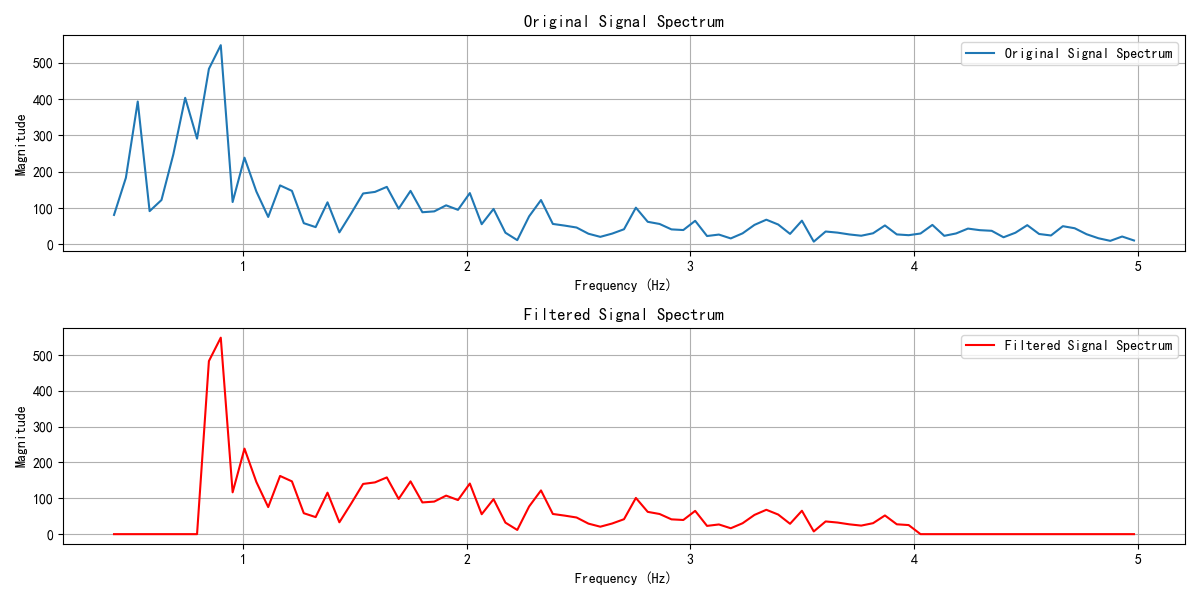 Original Signal Spectrum
Original Signal Spectrum
500
400
300
200
100
0
Magnitude
1 2 3 4 5
Frequency (Hz)
Filtered Signal Spectrum
Filtered Signal Spectrum
500
400
300
200
100
0
Magnitude
1 2 3 4 5
Frequency (Hz)